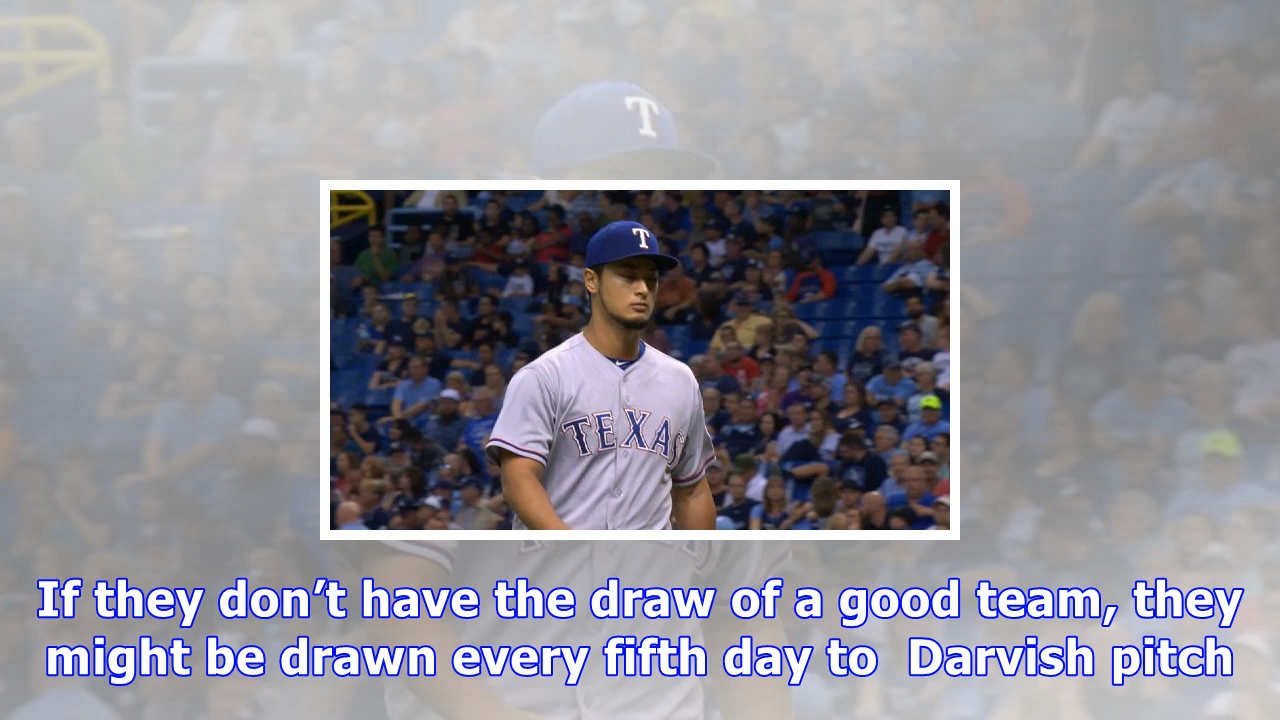 T
T
TEXAS
If they don’t have the draw of a good team, they
might be drawn every fifth day to  Darvish pitch